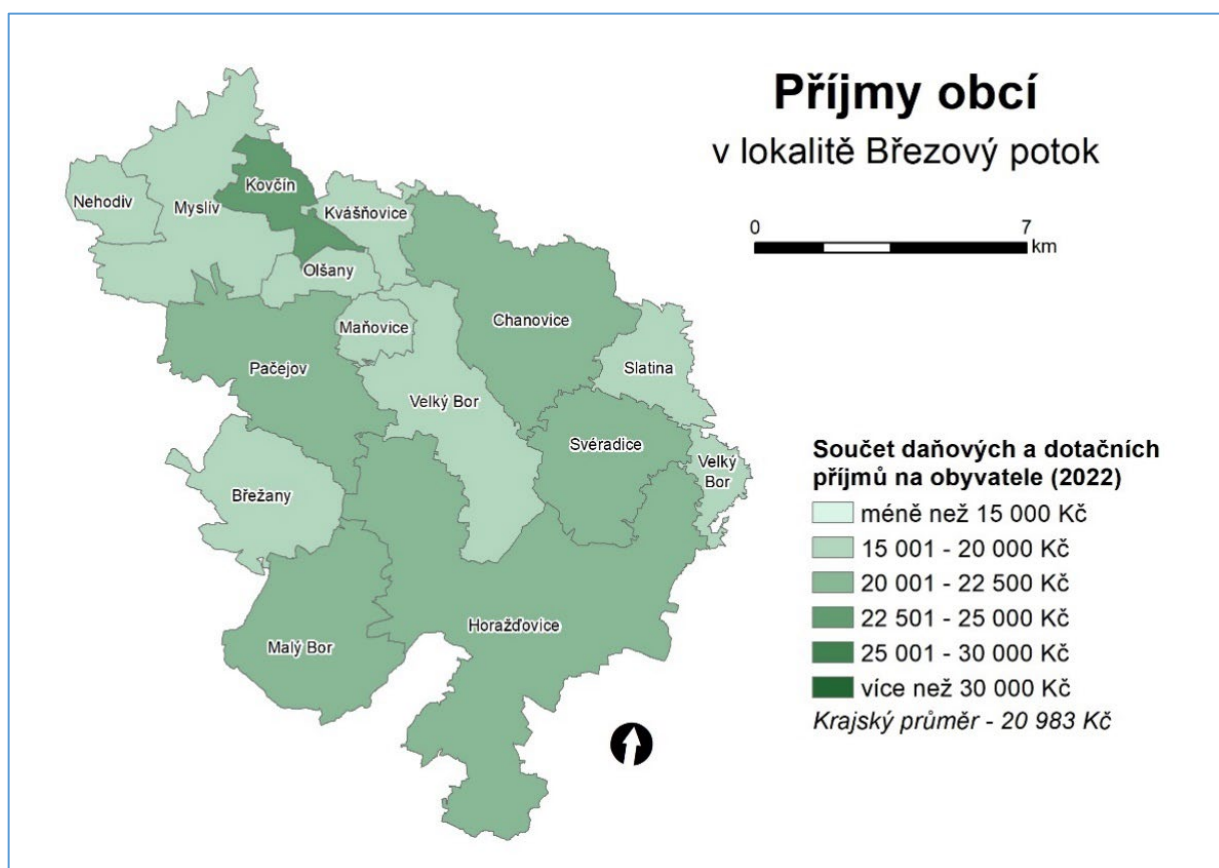 Příjmy obcí
v lokalitě Březový potok
0 7
km
Kovčín
Nehodiv
Myslív
Kvášňovice
Olšany
Maňovice
Chanovice
Pačejov
Slatina
Velký Bor
Svéradice
Velký
Bor
Břežany
Horažďovice
Malý Bor
Součet daňových a dotačních
příjmů na obyvatele (2022)
méně než 15 000 Kč
15 001 - 20 000 Kč
20 001 - 22 500 Kč
22 501 - 25 000 Kč
25 001 - 30 000 Kč
více než 30 000 Kč
Krajský průměr - 20 983 Kč